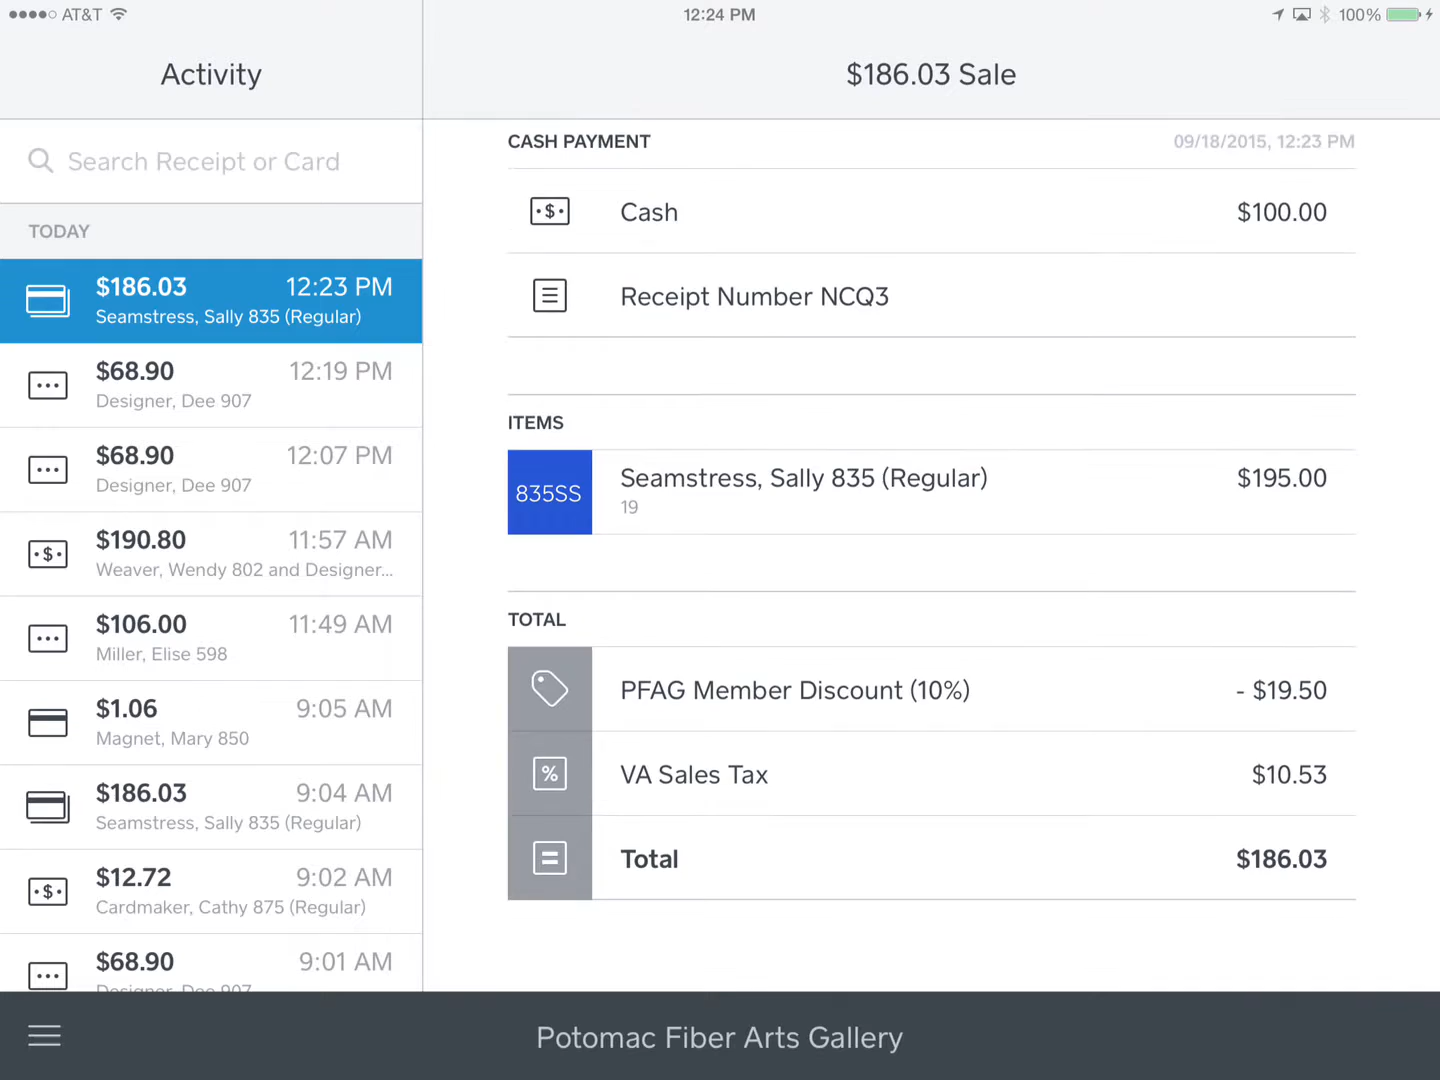 AT&T
12:24 PM
100%
Activity
$186.03 Sale
Search Receipt or Card
TODAY
$186.03 12:23 PM
Seamstress, Sally 835 (Regular)
$68.90 12:19 PM
Designer, Dee 907
$68.90 12:07 PM
Designer, Dee 907
$190.80 11:57 AM
Weaver, Wendy 802 and Designer...
$106.00 11:49 AM
Miller, Elise 598
$1.06 9:05 AM
Magnet, Mary 850
$186.03 9:04 AM
Seamstress, Sally 835 (Regular)
$12.72 9:02 AM
Cardmaker, Cathy 875 (Regular)
$68.90 9:01 AM
Designer, Dee 907
CASH PAYMENT 09/18/2015, 12:23 PM
Cash $100.00
Receipt Number NCQ3
ITEMS
835SS
Seamstress, Sally 835 (Regular) $195.00
19
TOTAL
PFAG Member Discount (10%) - $19.50
VA Sales Tax $10.53
Total $186.03
Potomac Fiber Arts Gallery